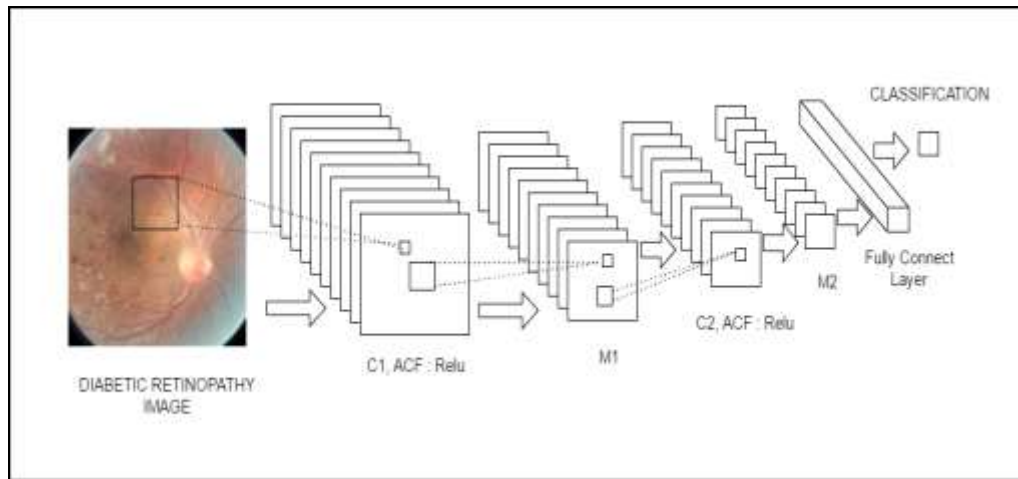 CLASSIFICATION
Fully Connect
Layer
M2
C2, ACF : Relu
M1
C1, ACF : Relu
DIABETIC RETINOPATHY
IMAGE